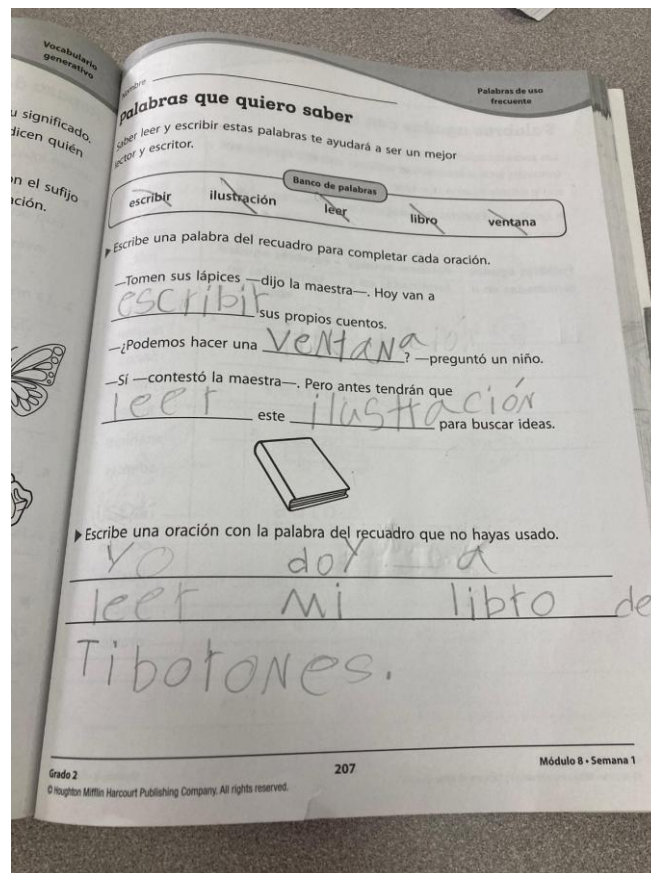 Vocabulario
generativo
u significado.
dicen quién
n el sufijo
ción.
Nombre
Palabras de uso
frecuente
Palabras que quiero saber
Saber leer y escribir estas palabras te ayudará a ser un mejor
lector y escritor.
Banco de palabras
escribir ilustración leer libro ventana
Escribe una palabra del recuadro para completar cada oración.
—Tomen sus lápices —dijo la maestra—. Hoy van a
escribir sus propios cuentos.
—¿Podemos hacer una ventana? —preguntó un niño.
—Sí —contestó la maestra—. Pero antes tendrán que
leer este ilustración para buscar ideas.
Escribe una oración con la palabra del recuadro que no hayas usado.
Yo doy a
leer mi libro de
Tibotones.
Grado 2
207
Módulo 8 • Semana 1
© Houghton Mifflin Harcourt Publishing Company. All rights reserved.